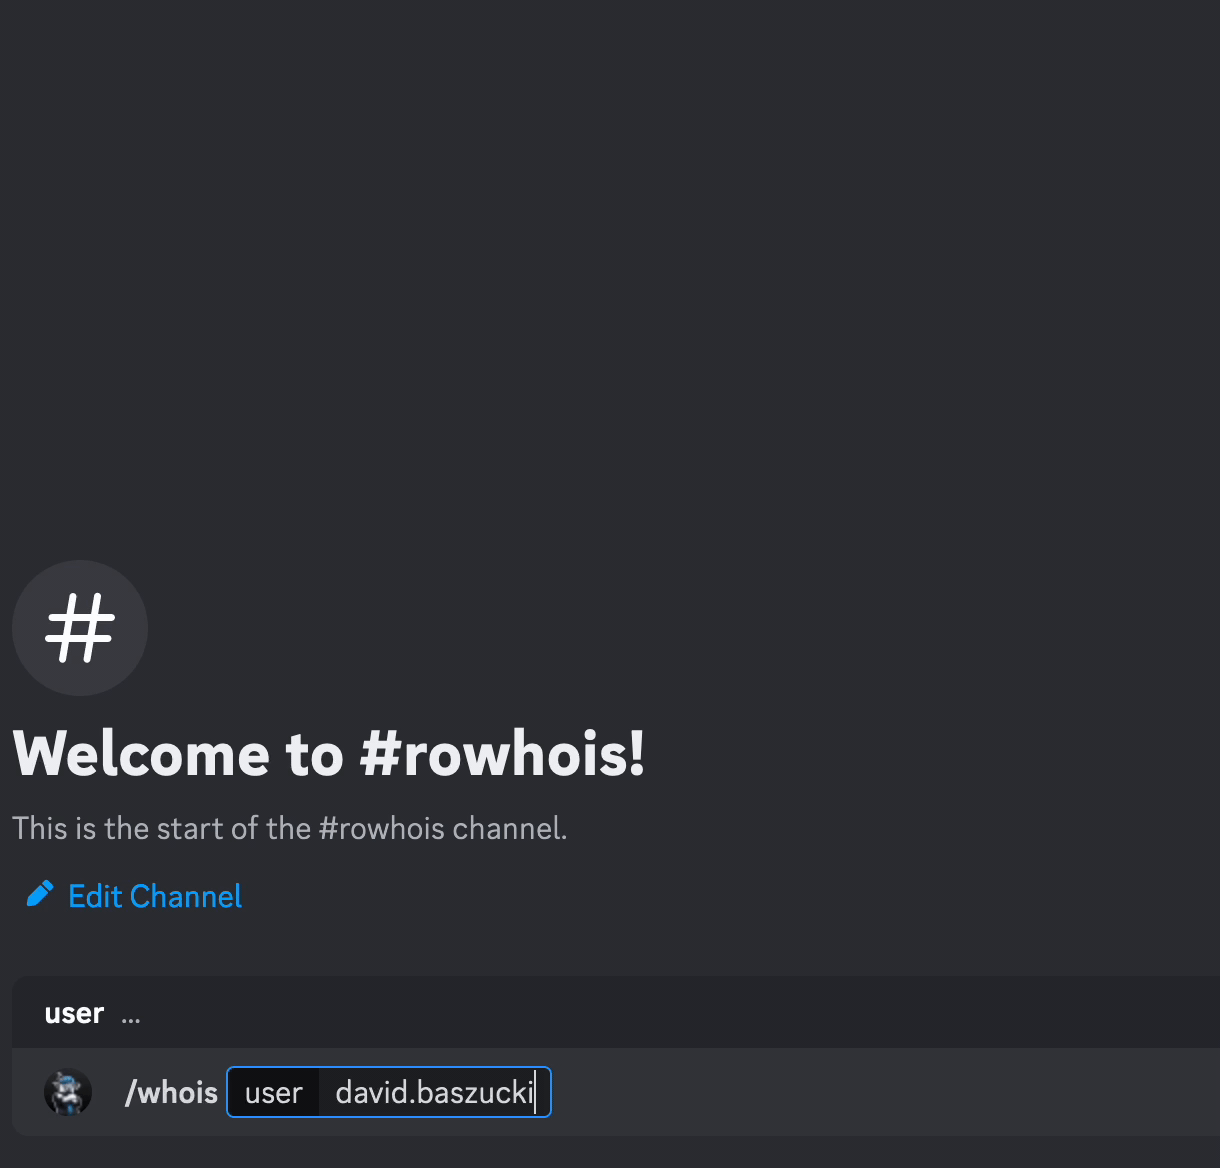 #
Welcome to #rowhois!
This is the start of the #rowhois channel.
Edit Channel
user ...
/whois user david.baszucki